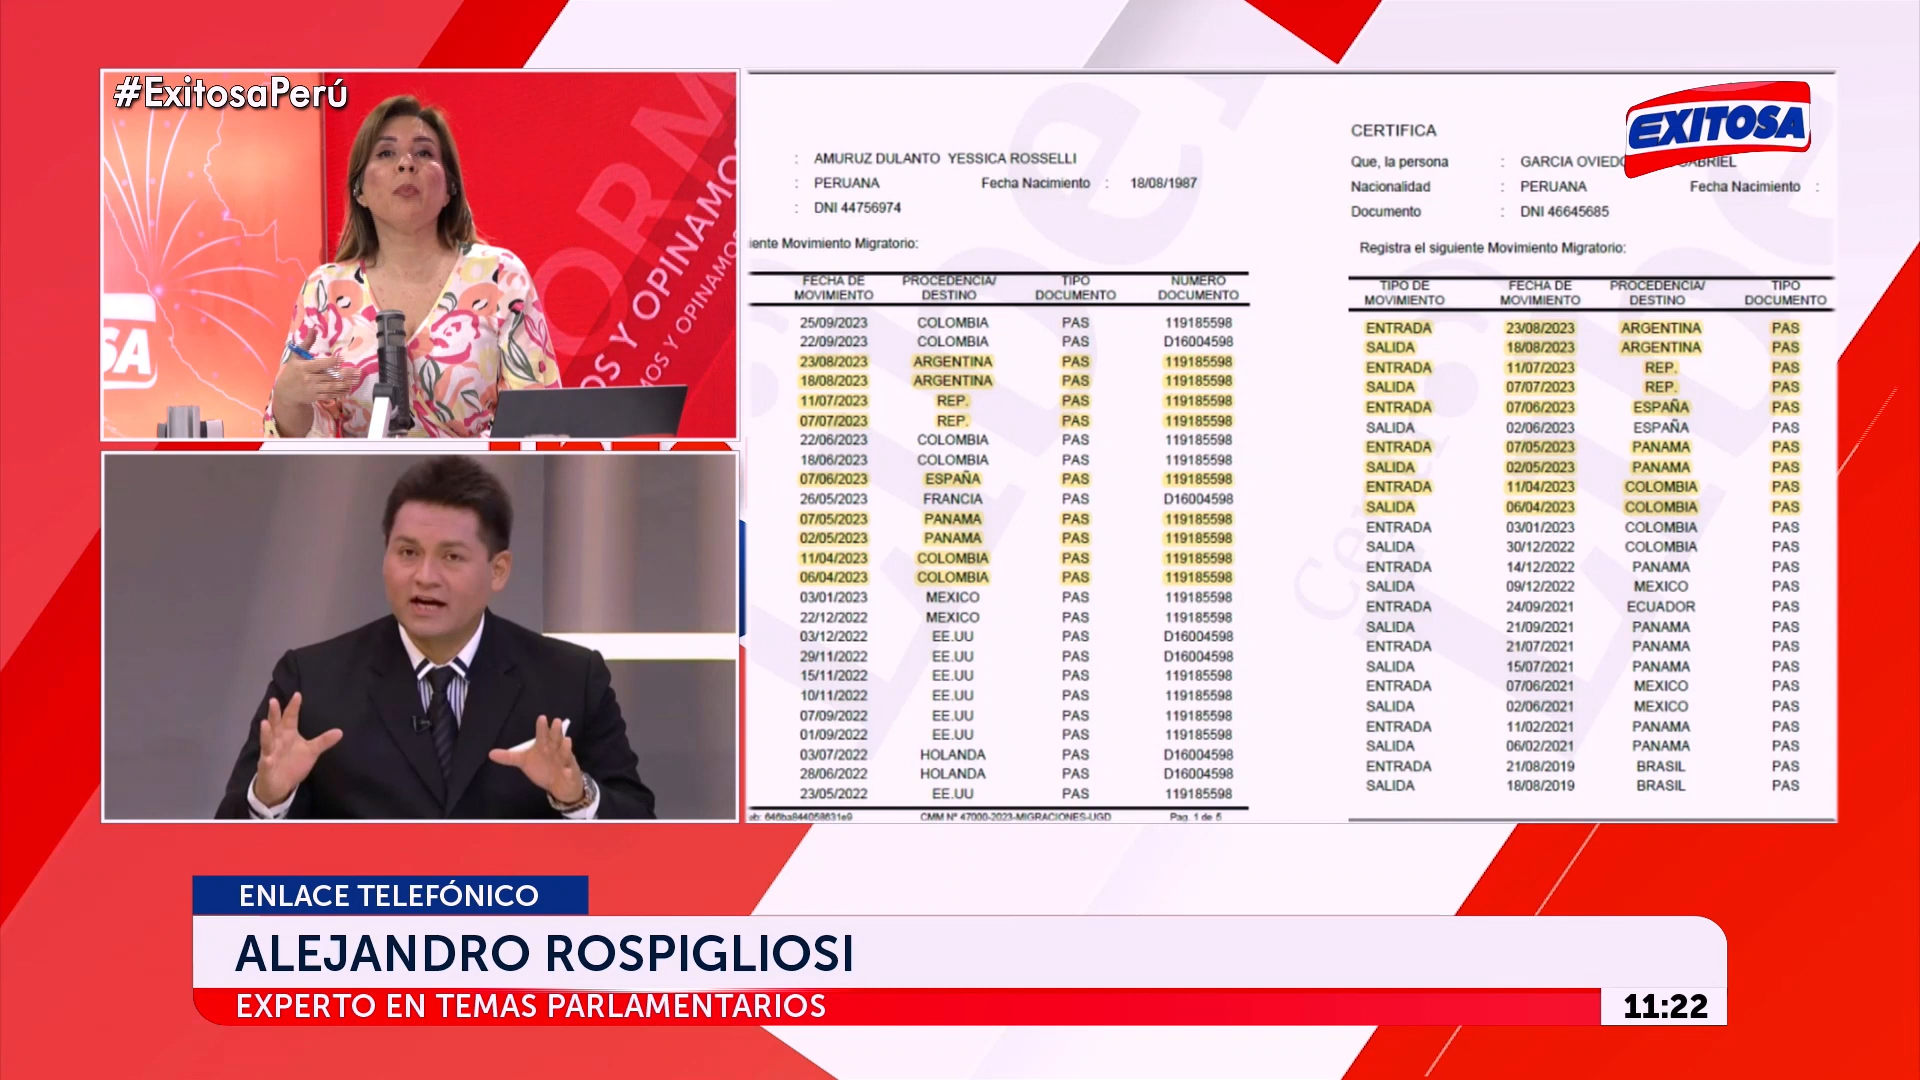 #ExitosaPerú
SA
ORM
OS Y OPINAMOS
MOS Y OPINAMOS
EXITOSA
: AMURUZ DULANTO YESSICA ROSSELLI
: PERUANA Fecha Nacimiento : 18/08/1987
: DNI 44756974
iente Movimiento Migratorio:
FECHA DE PROCEDENCIA/ TIPO NUMERO
MOVIMIENTO DESTINO DOCUMENTO DOCUMENTO
25/09/2023 COLOMBIA PAS 119185598
22/09/2023 COLOMBIA PAS D16004598
23/08/2023 ARGENTINA PAS 119185598
18/08/2023 ARGENTINA PAS 119185598
11/07/2023 REP. PAS 119185598
07/07/2023 REP. PAS 119185598
22/06/2023 COLOMBIA PAS 119185598
18/06/2023 COLOMBIA PAS 119185598
07/06/2023 ESPAÑA PAS 119185598
26/05/2023 FRANCIA PAS D16004598
07/05/2023 PANAMA PAS 119185598
02/05/2023 PANAMA PAS 119185598
11/04/2023 COLOMBIA PAS 119185598
06/04/2023 COLOMBIA PAS 119185598
03/01/2023 MEXICO PAS 119185598
22/12/2022 MEXICO PAS 119185598
03/12/2022 EE.UU PAS D16004598
29/11/2022 EE.UU PAS D16004598
15/11/2022 EE.UU PAS 119185598
10/11/2022 EE.UU PAS 119185598
07/09/2022 EE.UU PAS 119185598
01/09/2022 EE.UU PAS 119185598
03/07/2022 HOLANDA PAS D16004598
28/06/2022 HOLANDA PAS D16004598
23/05/2022 EE.UU PAS 119185598
eb: 646ba844058631e9 CMM Nº 47000-2023-MIGRACIONES-UGD Pag. 1 de 5
CERTIFICA
Que, la persona : GARCIA OVIEDO ABRIEL
Nacionalidad : PERUANA Fecha Nacimiento :
Documento : DNI 46645685
Registra el siguiente Movimiento Migratorio:
TIPO DE FECHA DE PROCEDENCIA/ TIPO
MOVIMIENTO MOVIMIENTO DESTINO DOCUMENTO
ENTRADA 23/08/2023 ARGENTINA PAS
SALIDA 18/08/2023 ARGENTINA PAS
ENTRADA 11/07/2023 REP. PAS
SALIDA 07/07/2023 REP. PAS
ENTRADA 07/06/2023 ESPAÑA PAS
SALIDA 02/06/2023 ESPAÑA PAS
ENTRADA 07/05/2023 PANAMA PAS
SALIDA 02/05/2023 PANAMA PAS
ENTRADA 11/04/2023 COLOMBIA PAS
SALIDA 06/04/2023 COLOMBIA PAS
ENTRADA 03/01/2023 COLOMBIA PAS
SALIDA 30/12/2022 COLOMBIA PAS
ENTRADA 14/12/2022 PANAMA PAS
SALIDA 09/12/2022 MEXICO PAS
ENTRADA 24/09/2021 ECUADOR PAS
SALIDA 21/09/2021 PANAMA PAS
ENTRADA 21/07/2021 PANAMA PAS
SALIDA 15/07/2021 PANAMA PAS
ENTRADA 07/06/2021 MEXICO PAS
SALIDA 02/06/2021 MEXICO PAS
ENTRADA 11/02/2021 PANAMA PAS
SALIDA 06/02/2021 PANAMA PAS
ENTRADA 21/08/2019 BRASIL PAS
SALIDA 18/08/2019 BRASIL PAS
ENLACE TELEFÓNICO
ALEJANDRO ROSPIGLIOSI
EXPERTO EN TEMAS PARLAMENTARIOS
11:22